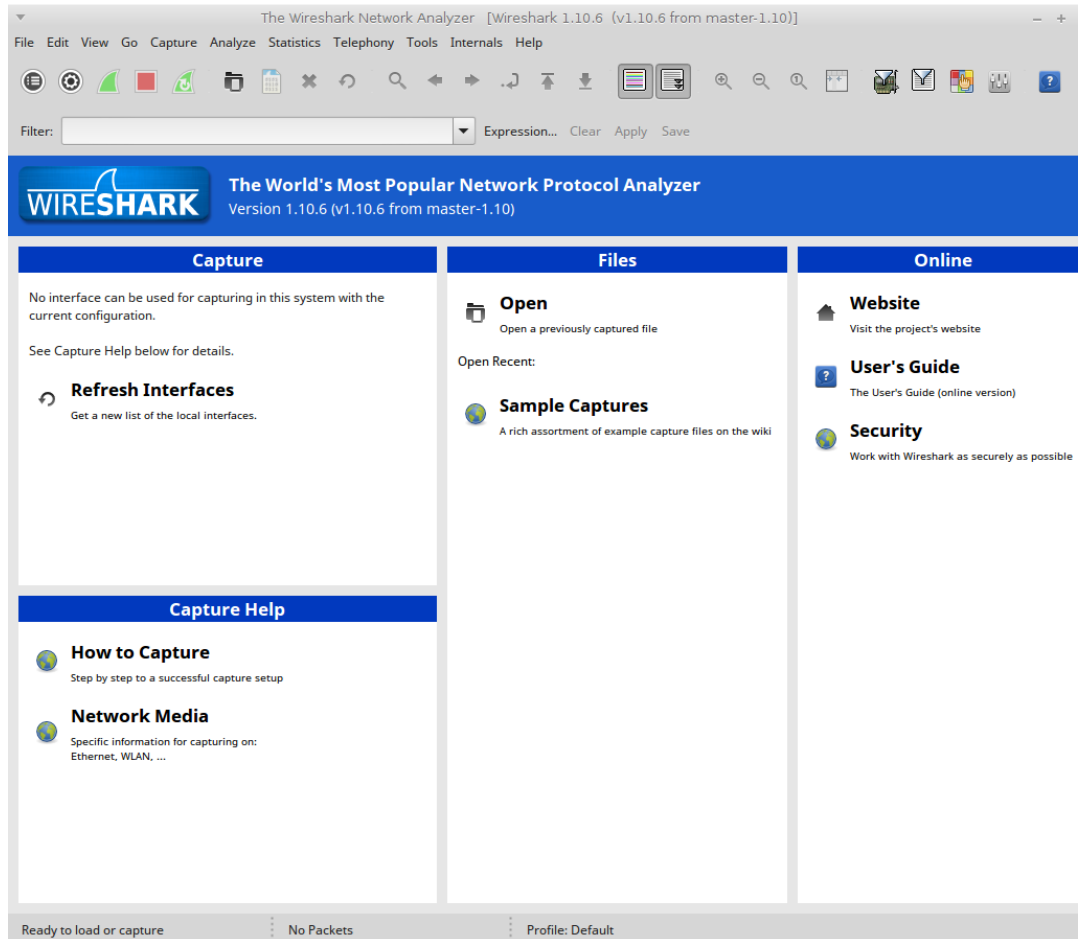 The Wireshark Network Analyzer [Wireshark 1.10.6 (v1.10.6 from master-1.10)]
File Edit View Go Capture Analyze Statistics Telephony Tools Internals Help
Filter: Expression... Clear Apply Save
WIRESHARK
The World's Most Popular Network Protocol Analyzer
Version 1.10.6 (v1.10.6 from master-1.10)
Capture
No interface can be used for capturing in this system with the
current configuration.
See Capture Help below for details.
Refresh Interfaces
Get a new list of the local interfaces.
Capture Help
How to Capture
Step by step to a successful capture setup
Network Media
Specific information for capturing on:
Ethernet, WLAN, ...
Files
Open
Open a previously captured file
Open Recent:
Sample Captures
A rich assortment of example capture files on the wiki
Online
Website
Visit the project's website
User's Guide
The User's Guide (online version)
Security
Work with Wireshark as securely as possible
Ready to load or capture No Packets Profile: Default